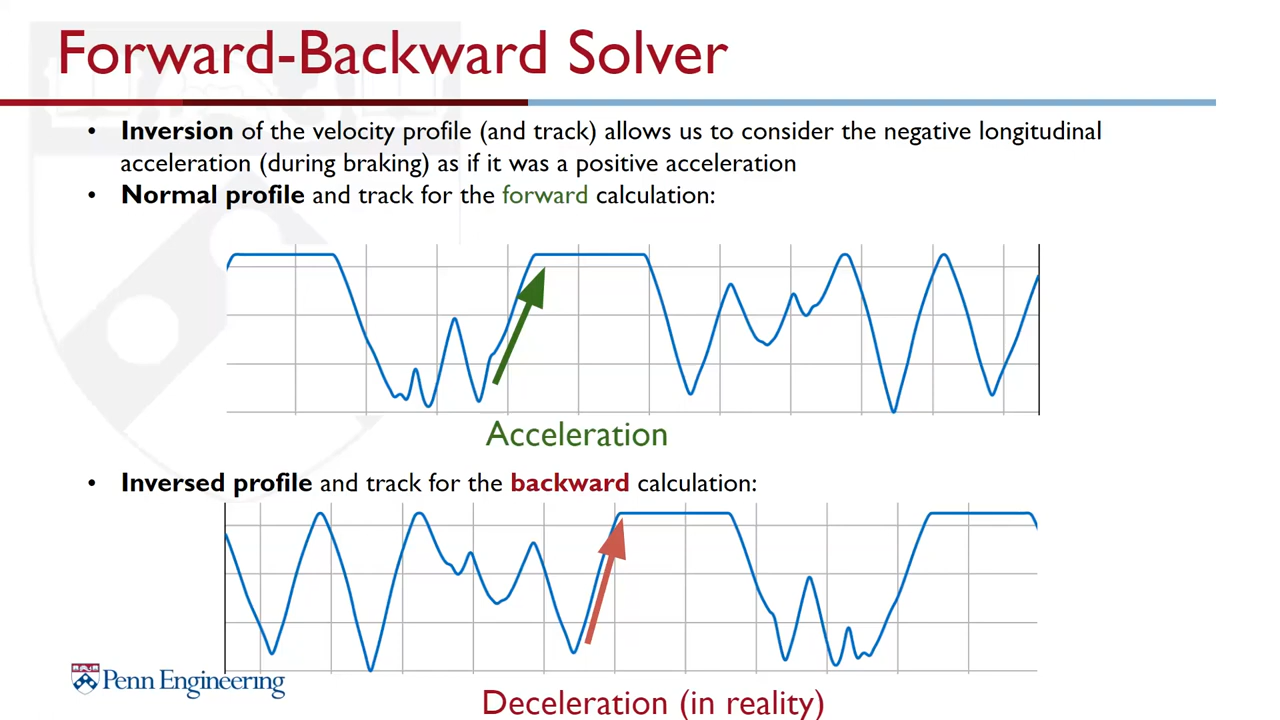 Forward-Backward Solver
• Inversion of the velocity profile (and track) allows us to consider the negative longitudinal
acceleration (during braking) as if it was a positive acceleration
• Normal profile and track for the forward calculation:
Acceleration
• Inversed profile and track for the backward calculation:
Penn Engineering
Deceleration (in reality)